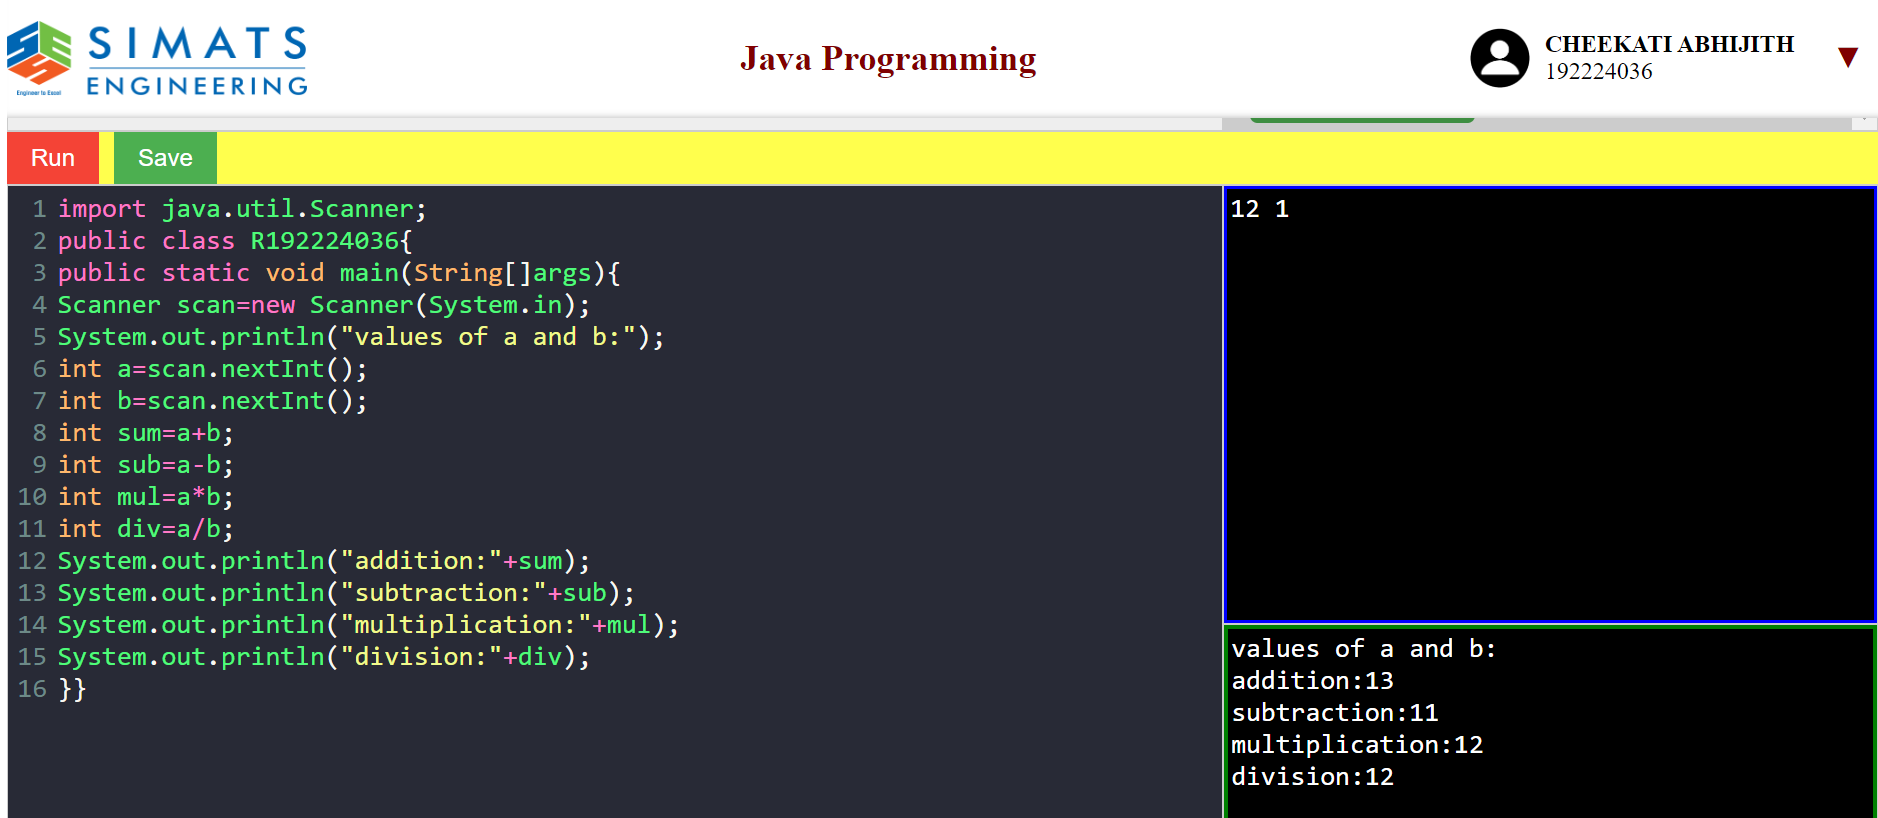 SIMATS
ENGINEERING
Engineer to Excel
Java Programming
CHEEKATI ABHIJITH
192224036
▼
Run Save
1 import java.util.Scanner;
2 public class R192224036{
3 public static void main(String[]args){
4 Scanner scan=new Scanner(System.in);
5 System.out.println("values of a and b:");
6 int a=scan.nextInt();
7 int b=scan.nextInt();
8 int sum=a+b;
9 int sub=a-b;
10 int mul=a*b;
11 int div=a/b;
12 System.out.println("addition:"+sum);
13 System.out.println("subtraction:"+sub);
14 System.out.println("multiplication:"+mul);
15 System.out.println("division:"+div);
16 }}
12 1
values of a and b:
addition:13
subtraction:11
multiplication:12
division:12